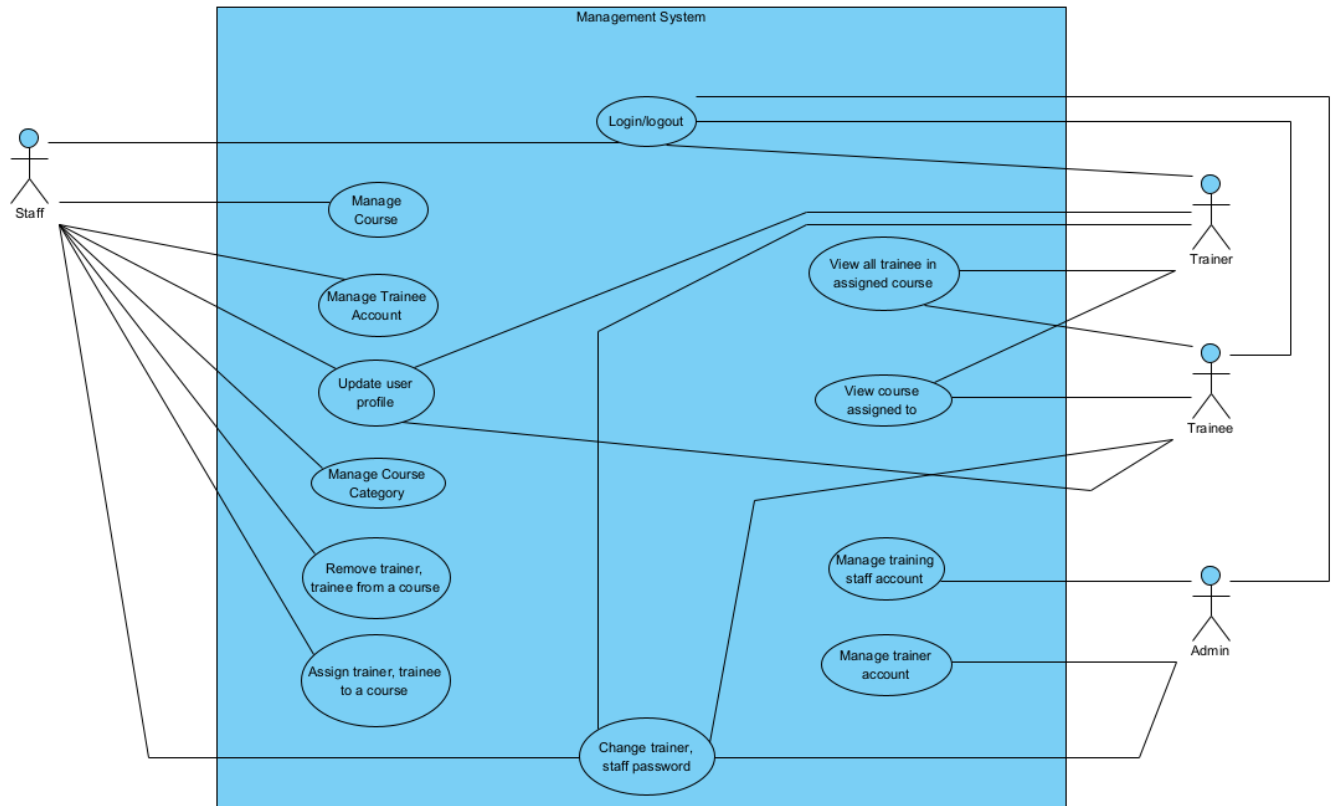 Management System
Login/logout
Staff
Manage
Course
Trainer
View all trainee in
assigned course
Manage Trainee
Account
Update user
profile
View course
assigned to
Trainee
Manage Course
Category
Remove trainer,
trainee from a course
Manage training
staff account
Admin
Assign trainer, trainee
to a course
Manage trainer
account
Change trainer,
staff password